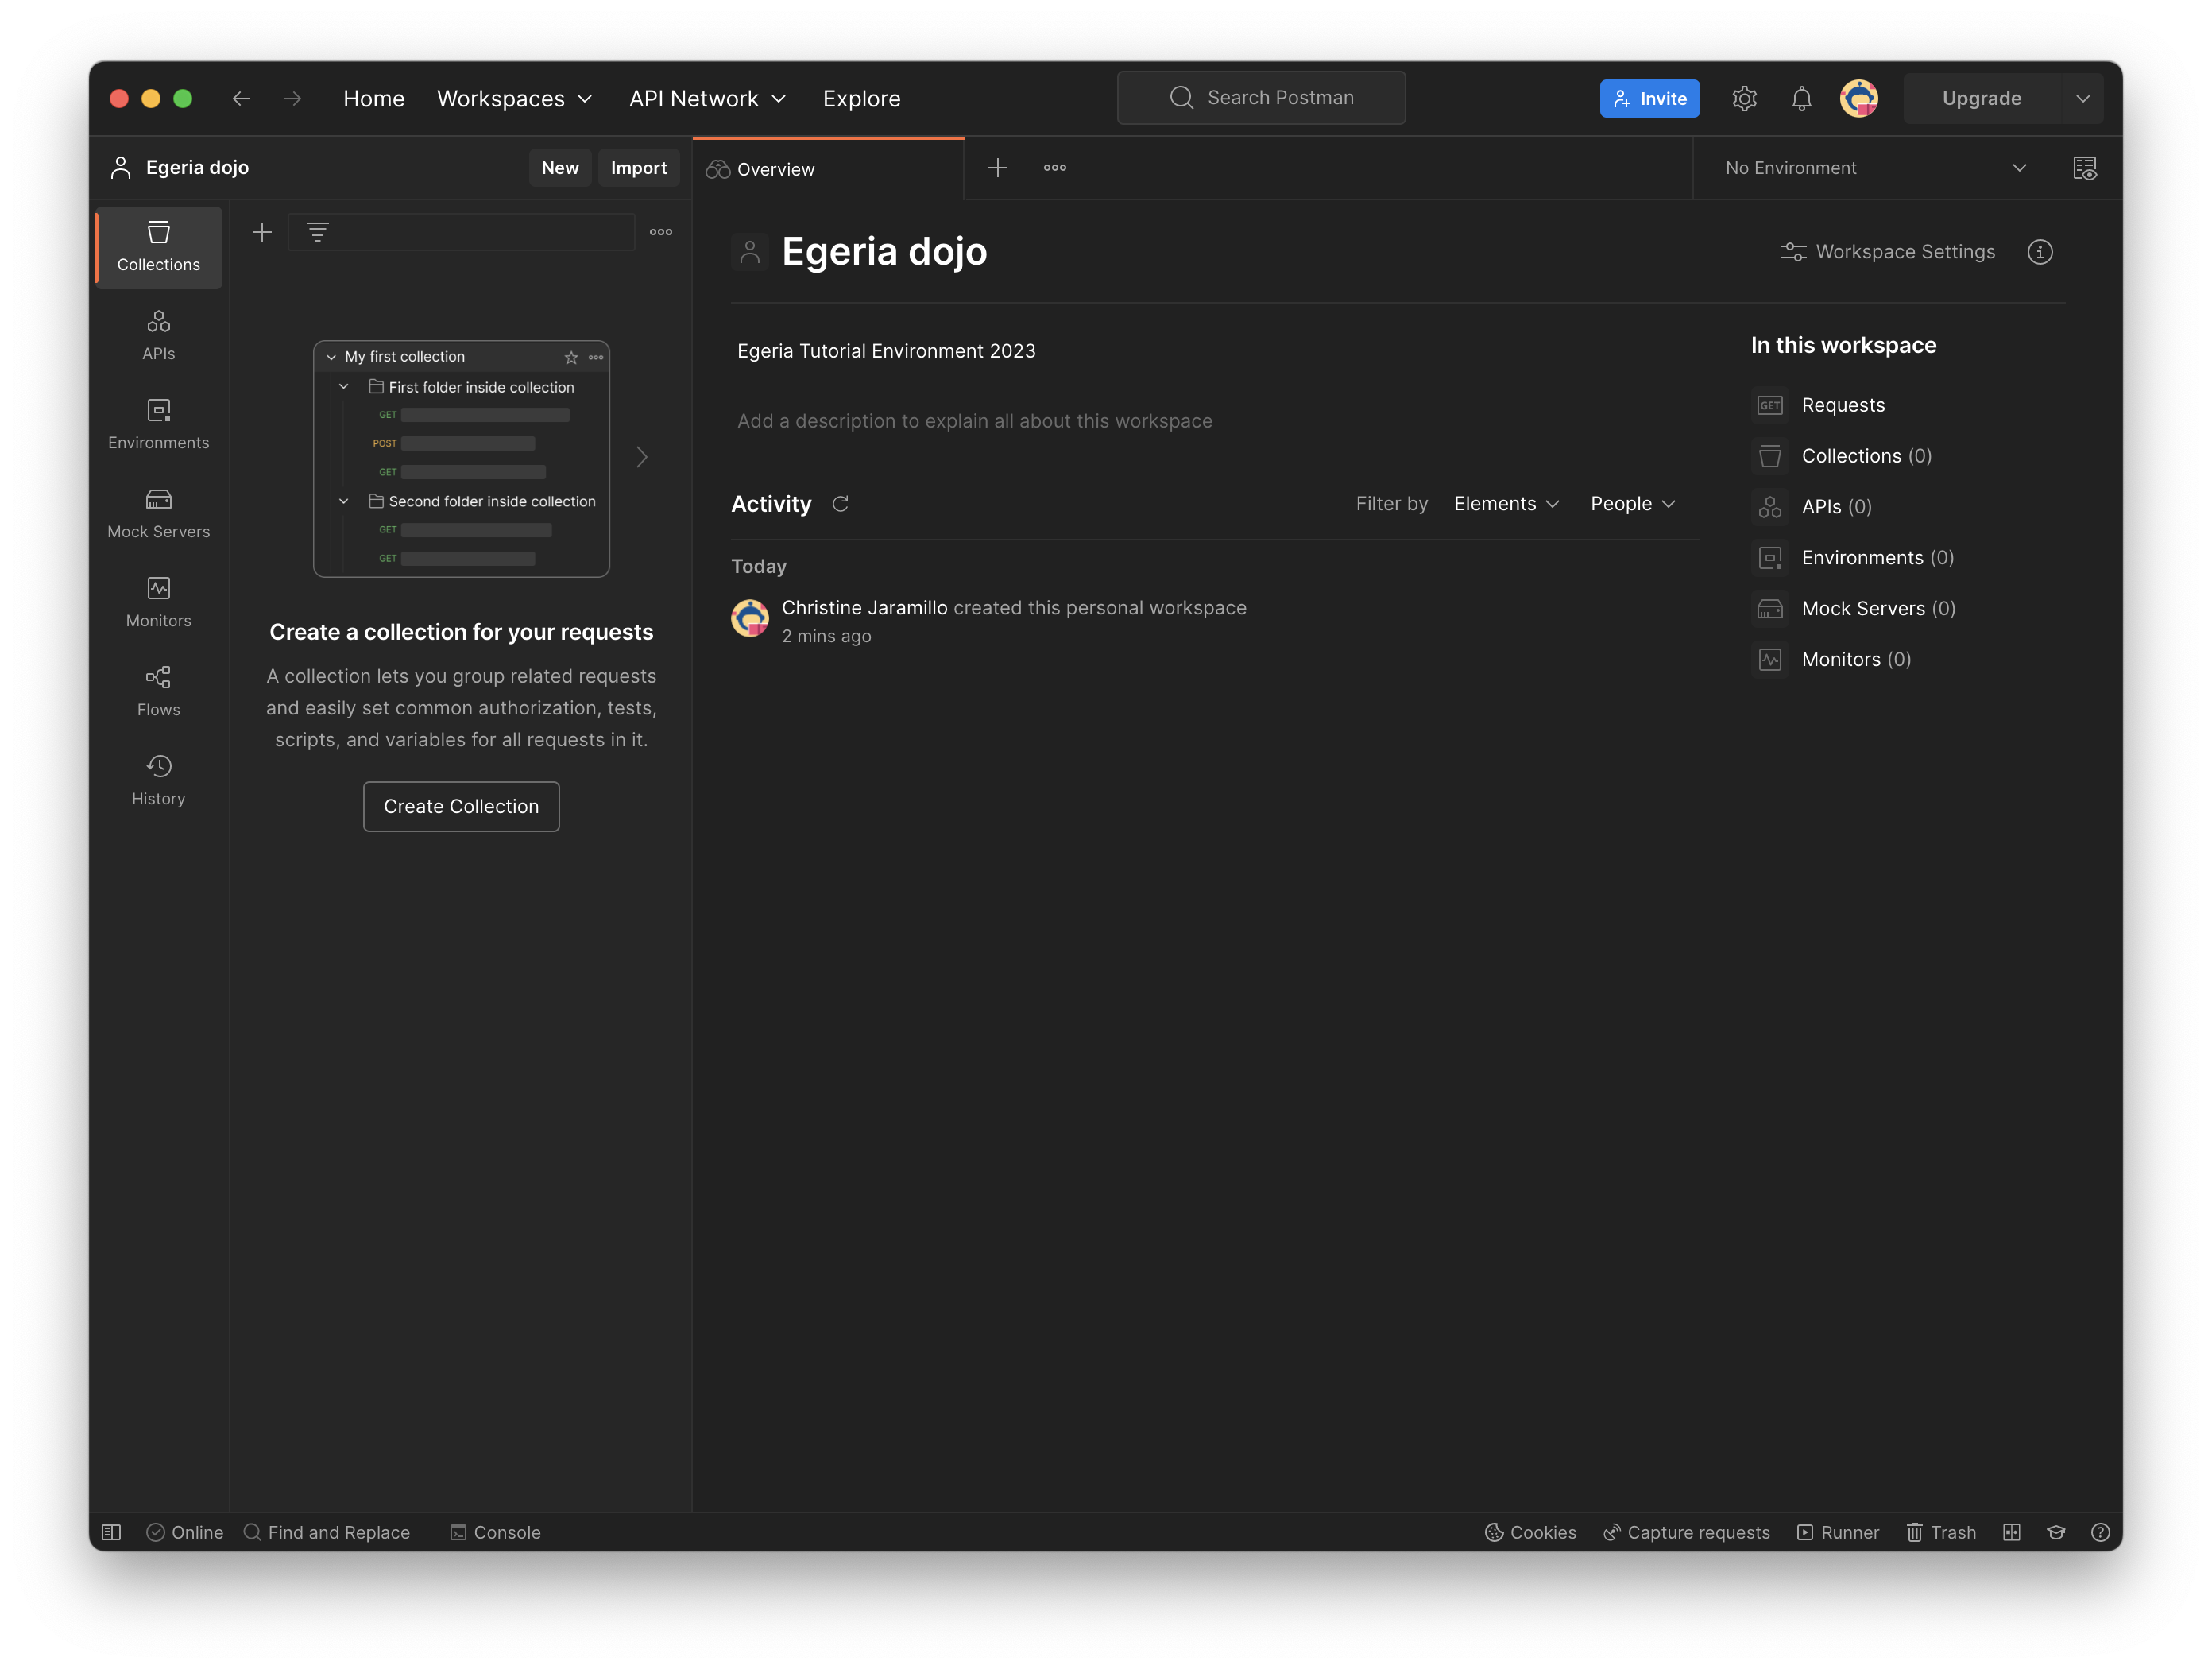 Home Workspaces API Network Explore Search Postman Invite Upgrade
Egeria dojo New Import Overview No Environment
Collections
APIs
Environments
Mock Servers
Monitors
Flows
History
My first collection
First folder inside collection
GET
POST
GET
Second folder inside collection
GET
GET
Create a collection for your requests
A collection lets you group related requests
and easily set common authorization, tests,
scripts, and variables for all requests in it.
Create Collection
Egeria dojo Workspace Settings
Egeria Tutorial Environment 2023
Add a description to explain all about this workspace
Activity Filter by Elements People
Today
Christine Jaramillo created this personal workspace
2 mins ago
In this workspace
GET Requests
Collections (0)
APIs (0)
Environments (0)
Mock Servers (0)
Monitors (0)
Online Find and Replace Console Cookies Capture requests Runner Trash